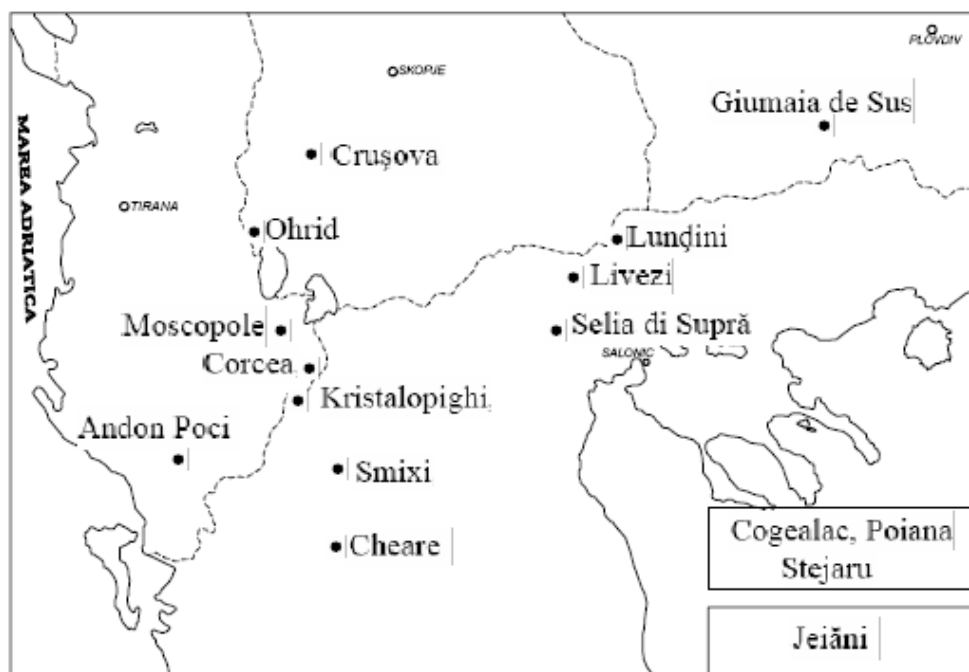 PLOVDIV
SKOPJE
Giumaia de Sus
Crușova
MAREA ADRIATICA
TIRANA
Ohrid
Lundini
Livezi
Moscopole
Selia di Supră
SALONIC
Corcea
Kristalopighi,
Andon Poci
Smixi
Cheare
Cogealac, Poiana
Stejaru
Jeiăni